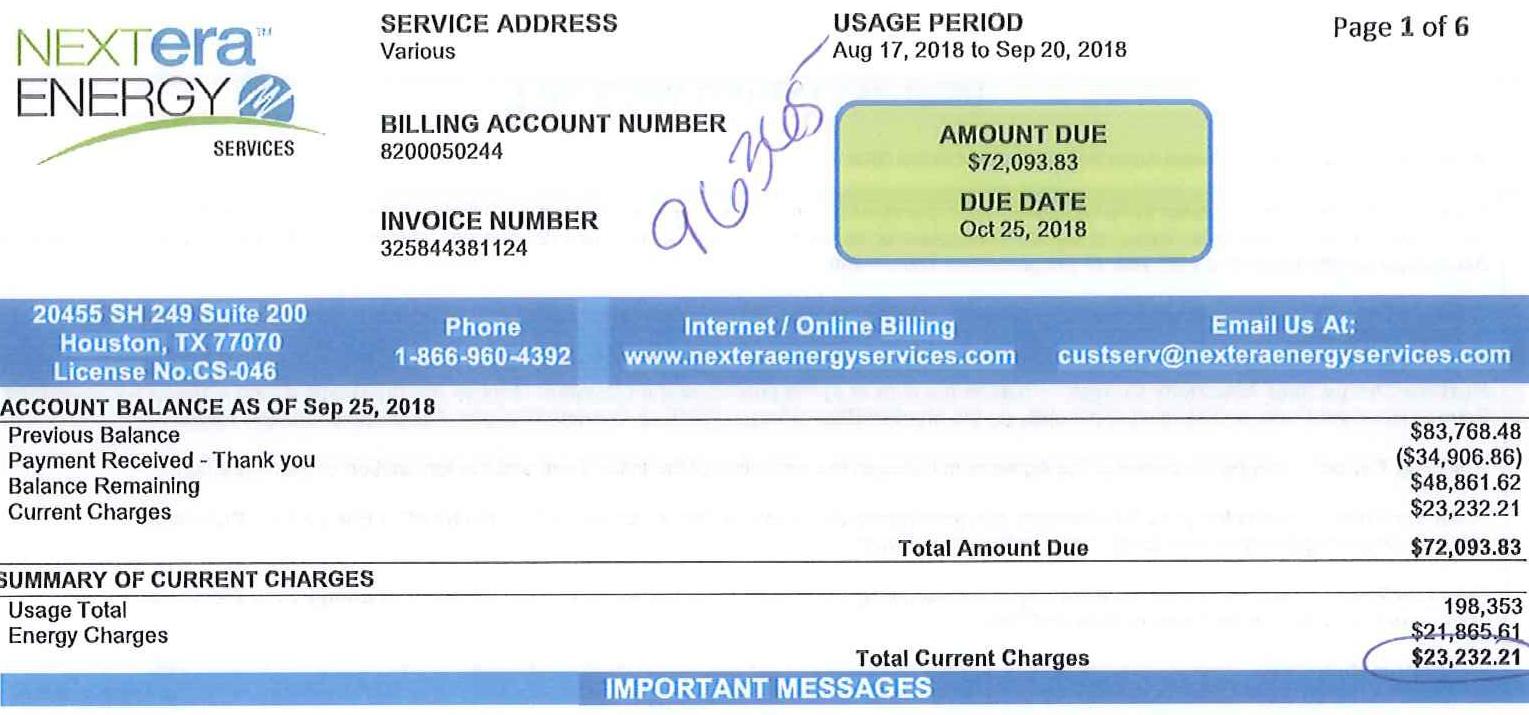 NEXTera™
ENERGY
SERVICES
SERVICE ADDRESS
Various
BILLING ACCOUNT NUMBER
8200050244
INVOICE NUMBER
325844381124
96365
USAGE PERIOD
Aug 17, 2018 to Sep 20, 2018
AMOUNT DUE
$72,093.83
DUE DATE
Oct 25, 2018
Page 1 of 6
20455 SH 249 Suite 200
Houston, TX 77070
License No.CS-046
Phone
1-866-960-4392
Internet / Online Billing
www.nexteraenergyservices.com
Email Us At:
custserv@nexteraenergyservices.com
ACCOUNT BALANCE AS OF Sep 25, 2018
Previous Balance $83,768.48
Payment Received - Thank you ($34,906.86)
Balance Remaining $48,861.62
Current Charges $23,232.21
Total Amount Due $72,093.83
SUMMARY OF CURRENT CHARGES
Usage Total 198,353
Energy Charges $21,865.61
Total Current Charges $23,232.21
IMPORTANT MESSAGES